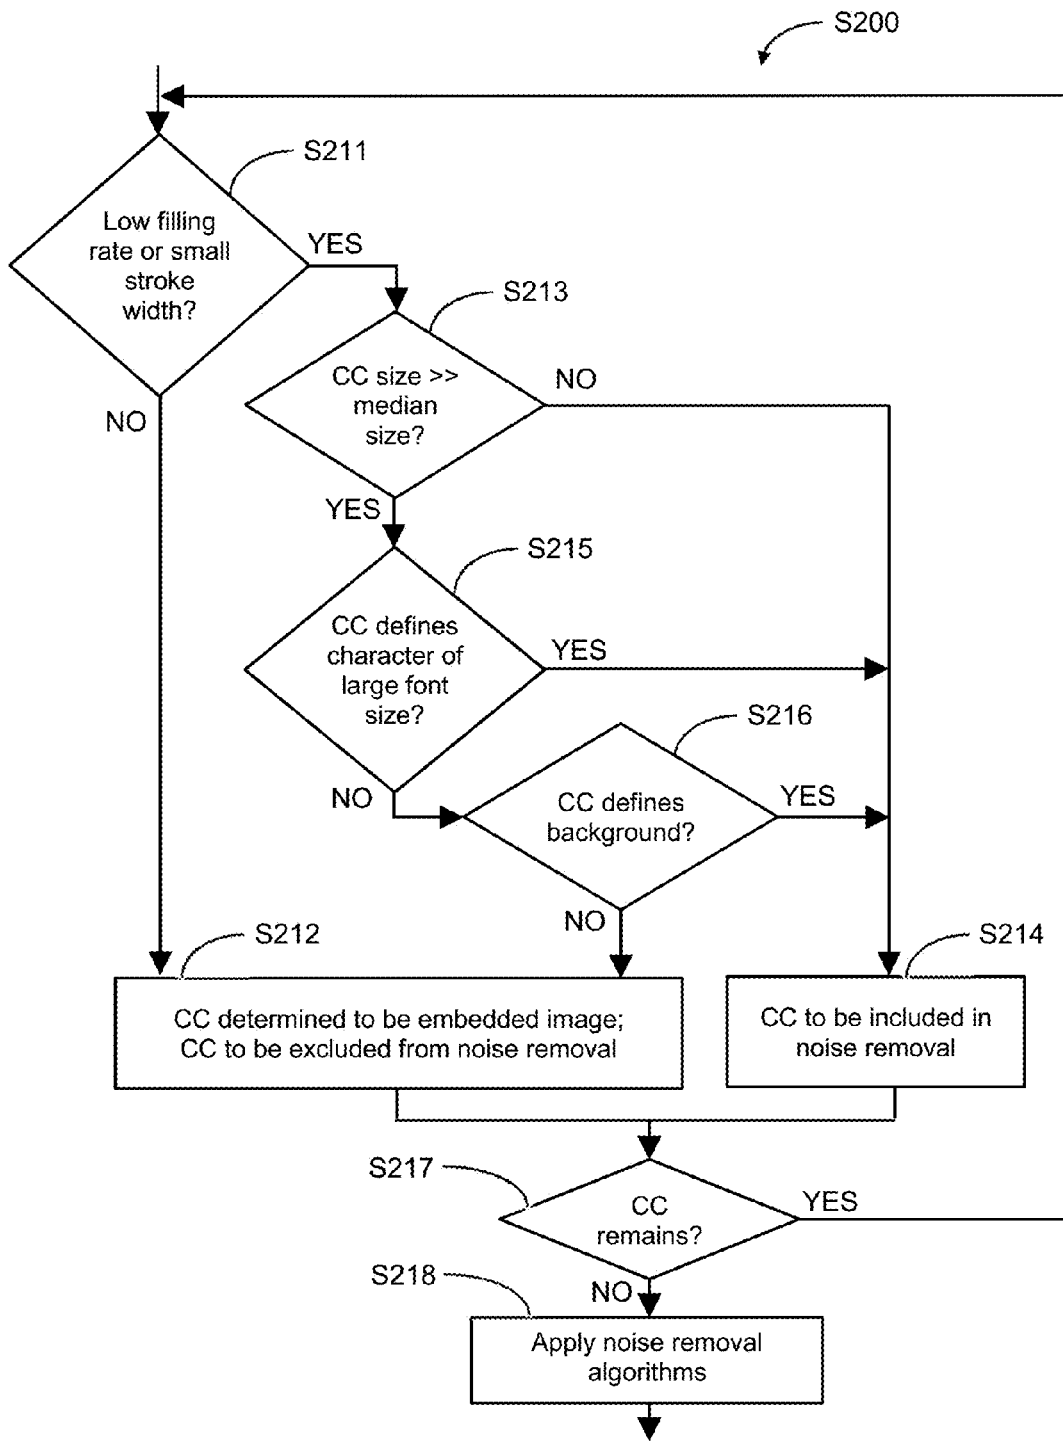 S200
S211
Low filling
rate or small
stroke
width?
YES
NO
S213
CC size >>
median
size?
NO
YES
S215
CC defines
character of
large font
size?
YES
NO
S216
CC defines
background?
YES
NO
S212
CC determined to be embedded image;
CC to be excluded from noise removal
S214
CC to be included in
noise removal
S217
CC
remains?
YES
NO
S218
Apply noise removal
algorithms